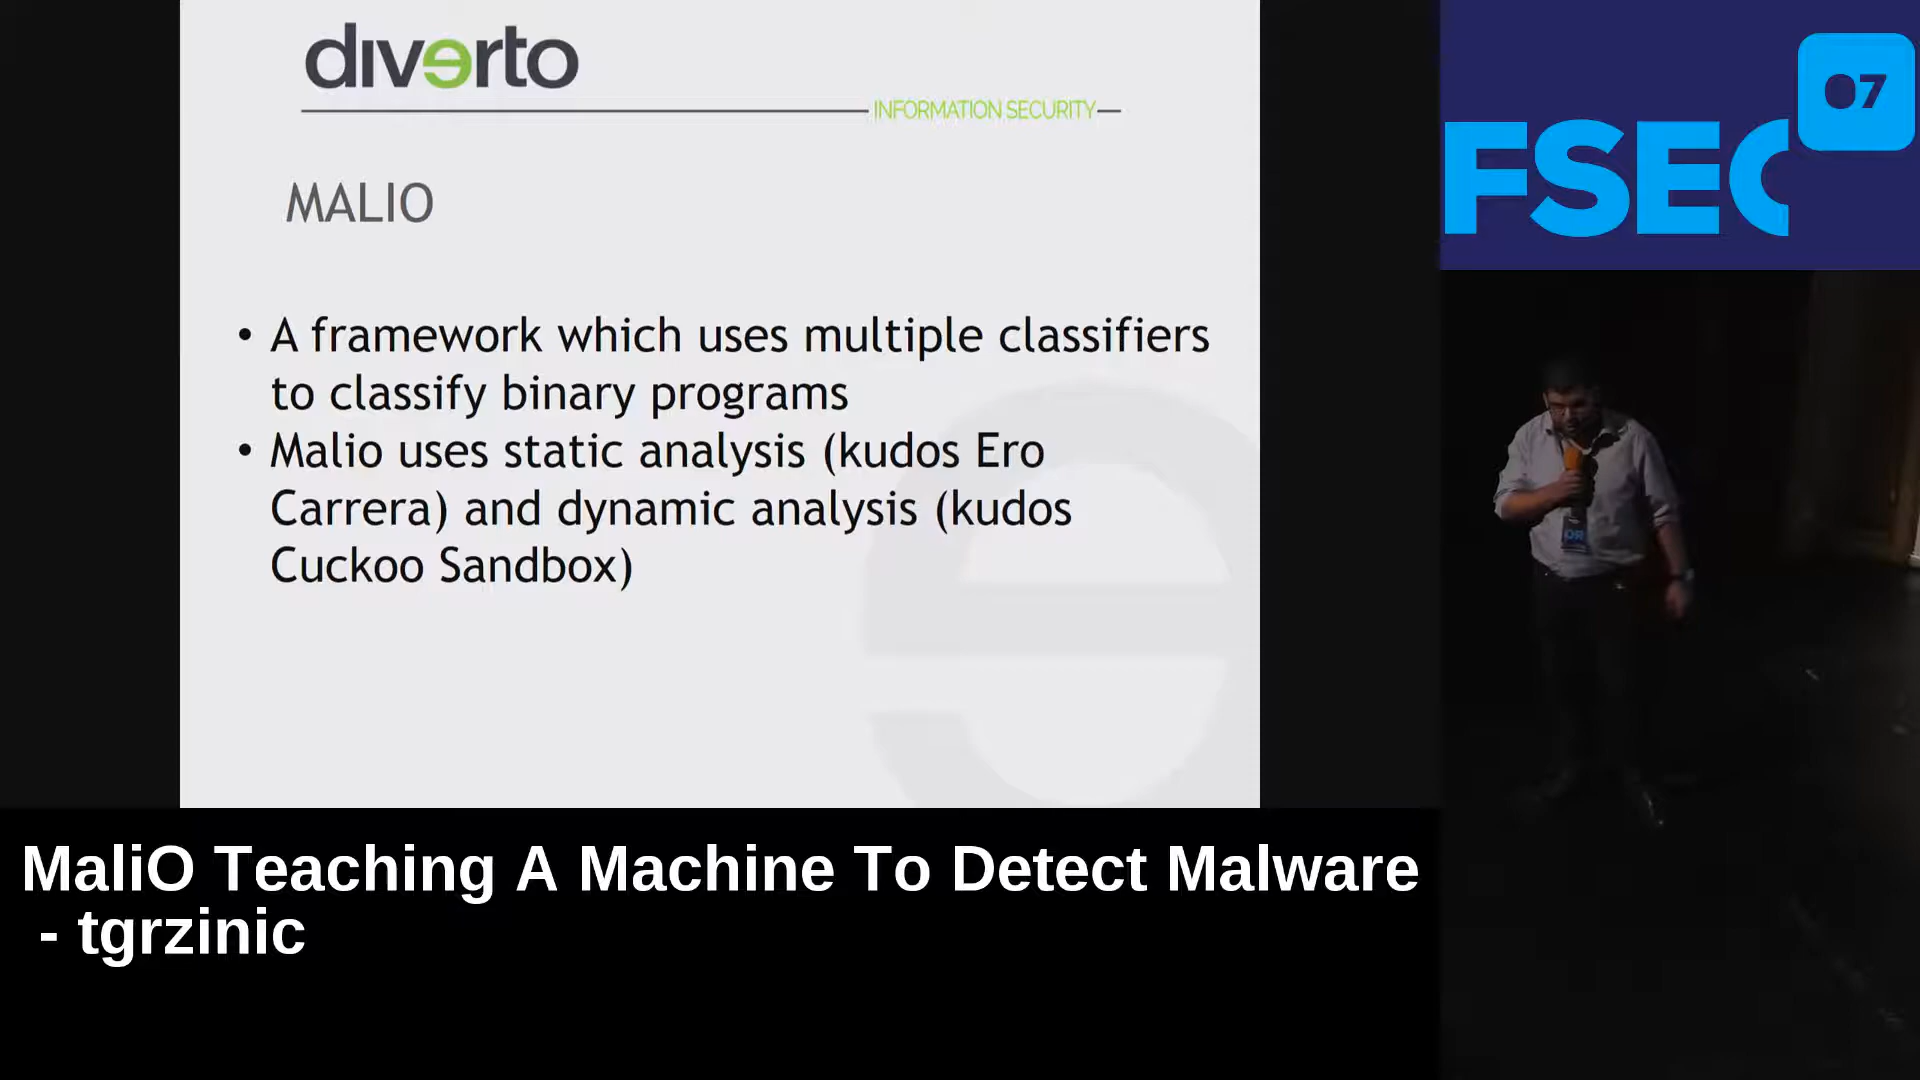 diverto
INFORMATION SECURITY
MALIO
• A framework which uses multiple classifiers
to classify binary programs
• Malio uses static analysis (kudos Ero
Carrera) and dynamic analysis (kudos
Cuckoo Sandbox)
07
FSEC
OR
MaliO Teaching A Machine To Detect Malware
- tgrzinic